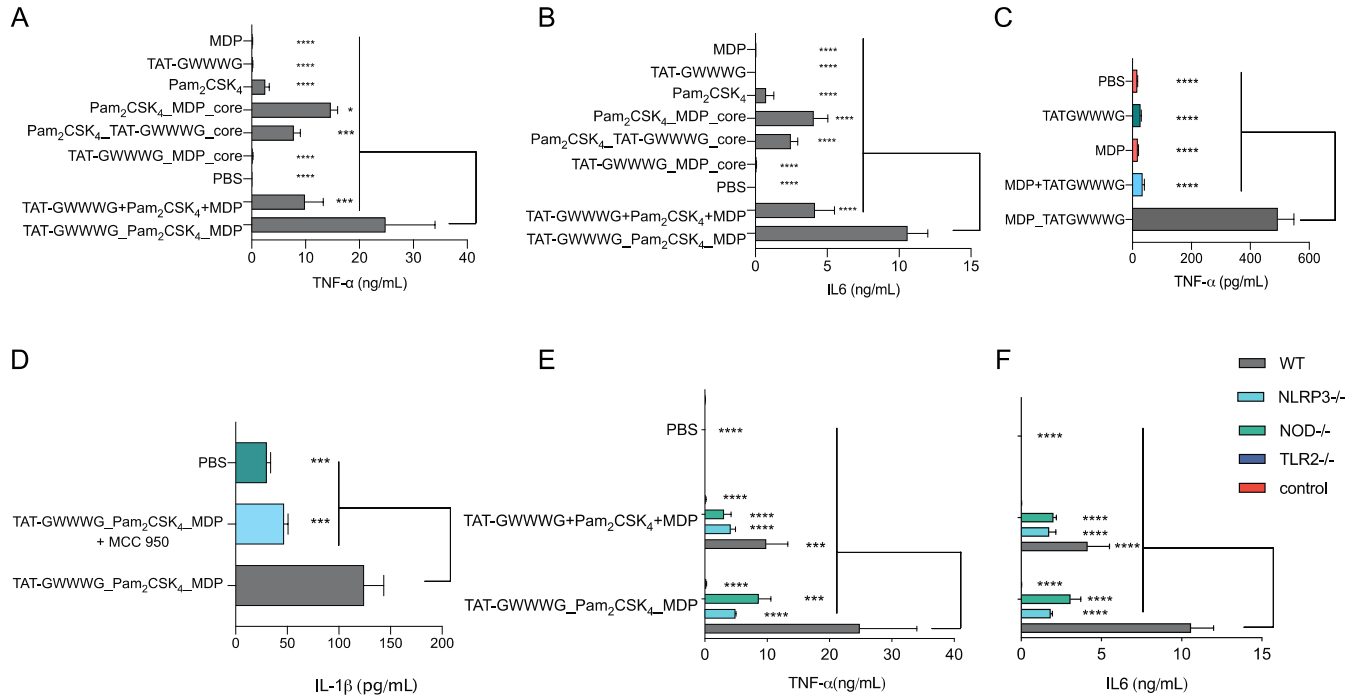 A
MDP ****
TAT-GWWWG ****
Pam₂CSK₄ ****
Pam₂CSK₄_MDP_core *
Pam₂CSK₄_TAT-GWWWG_core ***
TAT-GWWWG_MDP_core ****
PBS ****
TAT-GWWWG+Pam₂CSK₄+MDP ***
TAT-GWWWG_Pam₂CSK₄_MDP
0 10 20 30 40
TNF-α (ng/mL)
B
MDP ****
TAT-GWWWG ****
Pam₂CSK₄ ****
Pam₂CSK₄_MDP_core ****
Pam₂CSK₄_TAT-GWWWG_core ****
TAT-GWWWG_MDP_core ****
PBS ****
TAT-GWWWG+Pam₂CSK₄+MDP ****
TAT-GWWWG_Pam₂CSK₄_MDP
0 5 10 15
IL6 (ng/mL)
C
PBS ****
TATGWWWG ****
MDP ****
MDP+TATGWWWG ****
MDP_TATGWWWG
0 200 400 600
TNF-α (pg/mL)
D
PBS ***
TAT-GWWWG_Pam₂CSK₄_MDP ***
+ MCC 950
TAT-GWWWG_Pam₂CSK₄_MDP
0 50 100 150 200
IL-1β (pg/mL)
E
PBS ****
****
TAT-GWWWG+Pam₂CSK₄+MDP ****
****
***
****
TAT-GWWWG_Pam₂CSK₄_MDP ***
****
0 10 20 30 40
TNF-α(ng/mL)
F
****
****
****
****
****
****
****
0 5 10 15
IL6 (ng/mL)
WT
NLRP3-/-
NOD-/-
TLR2-/-
control